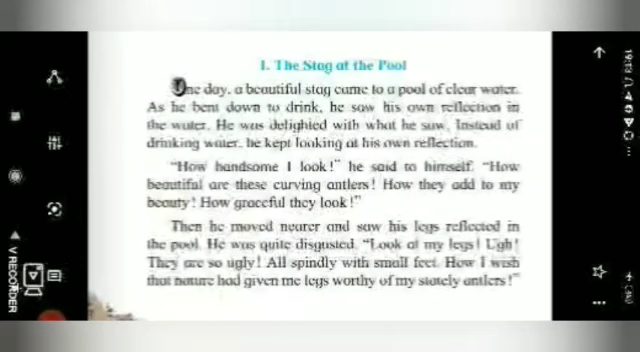 1. The Stag at the Pool
One day, a beautiful stag came to a pool of clear water.
As he bent down to drink, he saw his own reflection in
the water. He was delighted with what he saw. Instead of
drinking water, he kept looking at his own reflection.
"How handsome I look!" he said to himself. "How
beautiful are these curving antlers! How they add to my
beauty! How graceful they look!"
Then he moved nearer and saw his legs reflected in
the pool. He was quite disgusted. "Look at my legs! Ugh!
They are so ugly! All spindly with small feet. How I wish
that nature had given me legs worthy of my stately antlers!"
V RECORDER